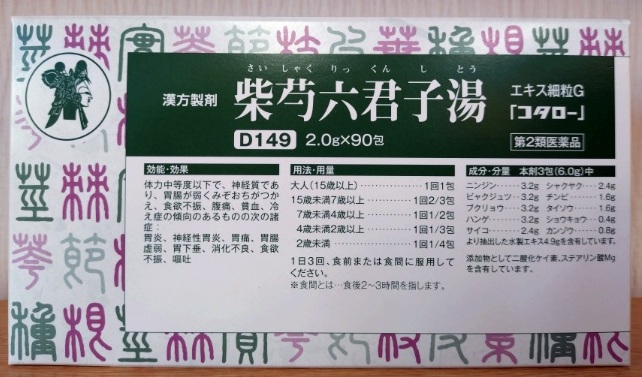 さい しゃく りっ くん し とう
漢方製剤 柴芍六君子湯 エキス細粒G「コタロー」
D149 2.0g×90包 第2類医薬品
効能・効果
体力中等度以下で、神経質であ
り、胃腸が弱くみぞおちがつか
え、食欲不振、腹痛、貧血、冷
え症の傾向のあるものの次の諸
症：
胃炎、神経性胃炎、胃痛、胃腸
虚弱、胃下垂、消化不良、食欲
不振、嘔吐
用法・用量
大人(15歳以上)…………………1回1包
15歳未満7歳以上………………1回2/3包
7歳未満4歳以上………………1回1/2包
4歳未満2歳以上………………1回1/3包
2歳未満…………………………1回1/4包
1日3回、食前または食間に服用して
ください。
※食間とは…食後2～3時間を指します。
成分・分量 本剤3包(6.0g)中
ニンジン………3.2g シャクヤク…2.4g
ビャクジュツ…3.2g チンピ………1.6g
ブクリョウ……3.2g タイソウ……1.6g
ハンゲ…………3.2g ショウキョウ…0.4g
サイコ…………2.4g カンゾウ……0.8g
より抽出した水製エキス4.9gを含有しています。
添加物として二酸化ケイ素、ステアリン酸Mg
を含有しています。